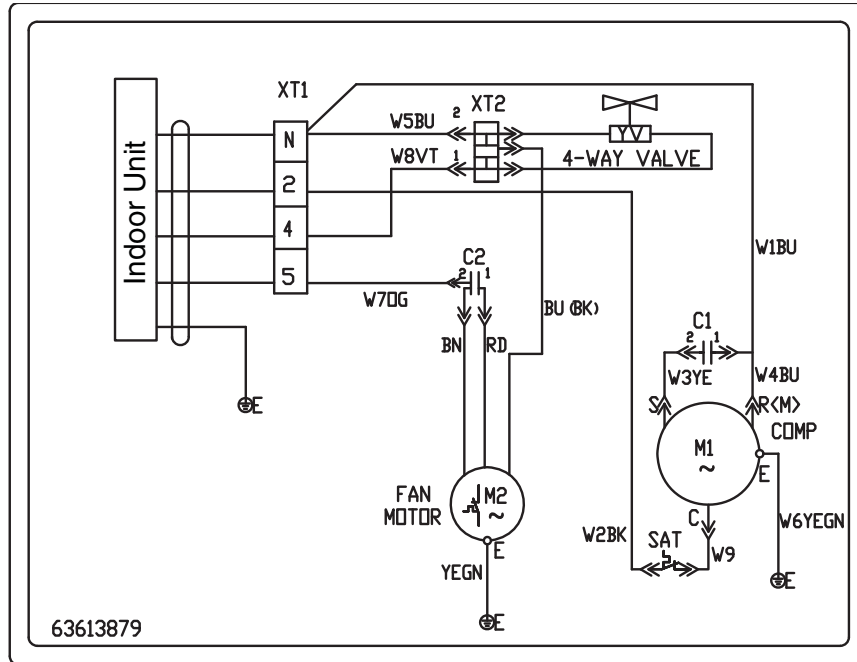 Indoor Unit
XT1
N
2
4
5
W5BU
2
XT2
W8VT
1
YV
4-WAY VALVE
W1BU
W7OG
C2
2
1
BN
RD
BU (BK)
C1
2
1
W3YE
W4BU
S
R(M)
COMP
M1
~
E
C
W6YEGN
E
FAN
MOTOR
M2
~
E
YEGN
E
W2BK
SAT
W9
E
63613879